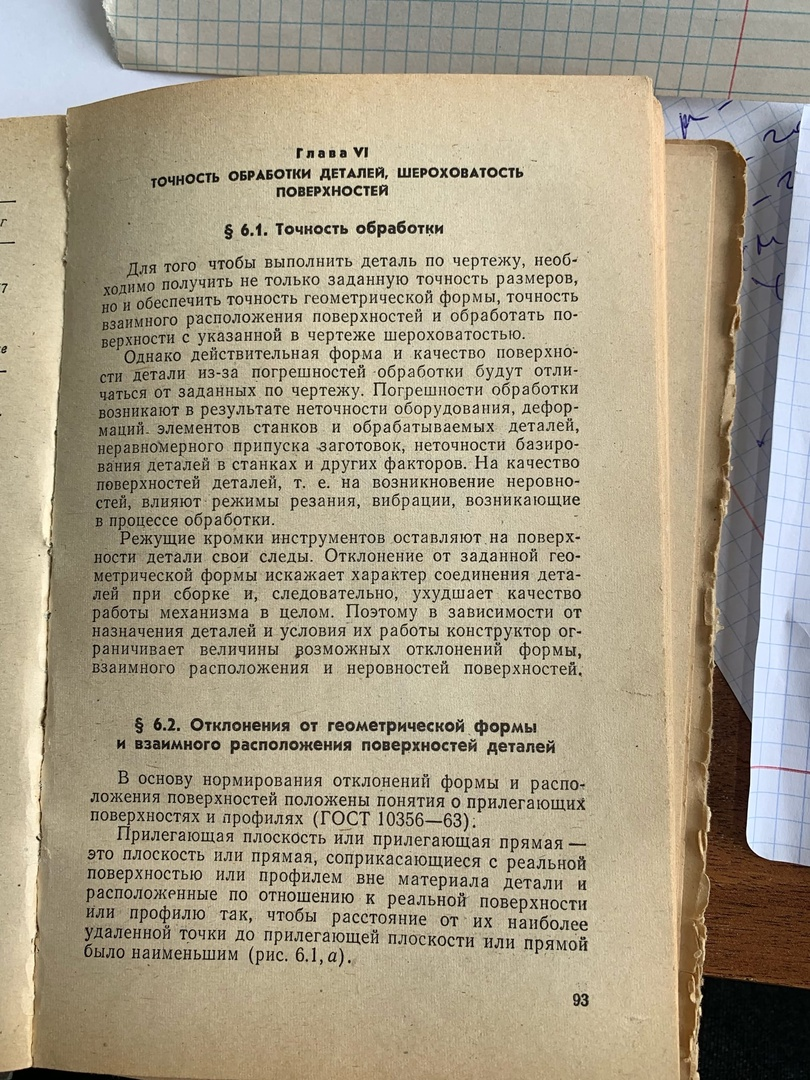 Глава VI
ТОЧНОСТЬ ОБРАБОТКИ ДЕТАЛЕЙ, ШЕРОХОВАТОСТЬ
ПОВЕРХНОСТЕЙ
§ 6.1. Точность обработки
Для того чтобы выполнить деталь по чертежу, необ-
ходимо получить не только заданную точность размеров,
но и обеспечить точность геометрической формы, точность
взаимного расположения поверхностей и обработать по-
верхности с указанной в чертеже шероховатостью.
Однако действительная форма и качество поверхно-
сти детали из-за погрешностей обработки будут отли-
чаться от заданных по чертежу. Погрешности обработки
возникают в результате неточности оборудования, дефор-
маций элементов станков и обрабатываемых деталей,
неравномерного припуска заготовок, неточности базиро-
вания деталей в станках и других факторов. На качество
поверхностей деталей, т. е. на возникновение неровно-
стей, влияют режимы резания, вибрации, возникающие
в процессе обработки.
Режущие кромки инструментов оставляют на поверх-
ности детали свои следы. Отклонение от заданной гео-
метрической формы искажает характер соединения дета-
лей при сборке и, следовательно, ухудшает качество
работы механизма в целом. Поэтому в зависимости от
назначения деталей и условия их работы конструктор ог-
раничивает величины возможных отклонений формы,
взаимного расположения и неровностей поверхностей.
§ 6.2. Отклонения от геометрической формы
и взаимного расположения поверхностей деталей
В основу нормирования отклонений формы и распо-
ложения поверхностей положены понятия о прилегающих
поверхностях и профилях (ГОСТ 10356—63).
Прилегающая плоскость или прилегающая прямая —
это плоскость или прямая, соприкасающиеся с реальной
поверхностью или профилем вне материала детали и
расположенные по отношению к реальной поверхности
или профилю так, чтобы расстояние от их наиболее
удаленной точки до прилегающей плоскости или прямой
было наименьшим (рис. 6.1, а).
93